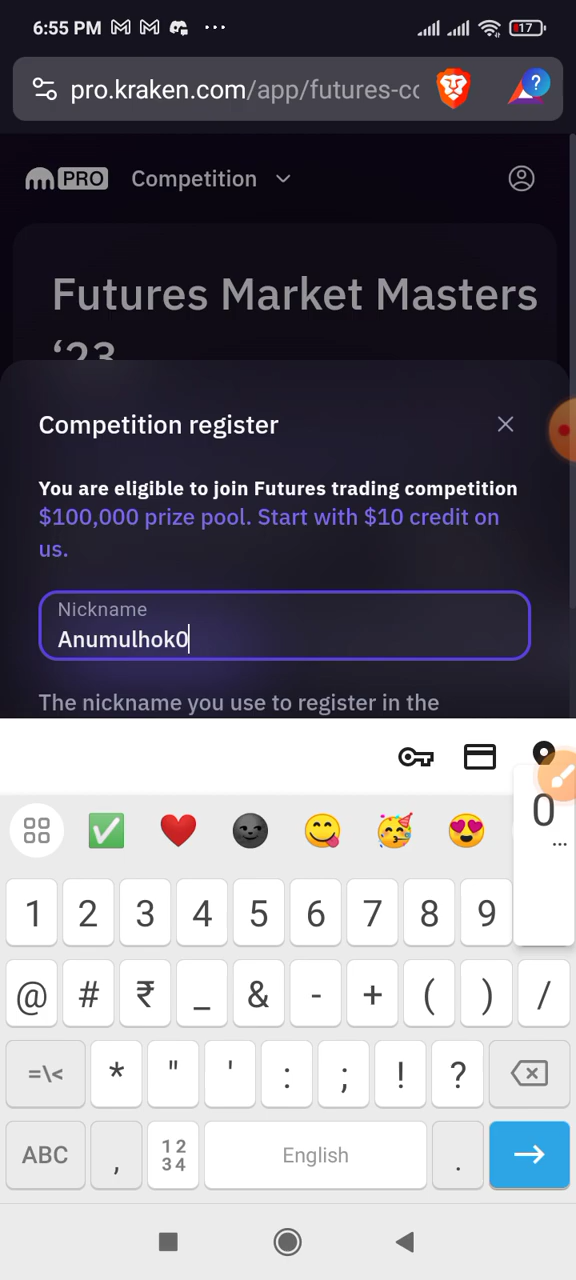 6:55 PM ...
17
pro.kraken.com/app/futures-cc
?
PRO Competition
Futures Market Masters
‘23
Competition register
You are eligible to join Futures trading competition
$100,000 prize pool. Start with $10 credit on
us.
Nickname
Anumulhok0
The nickname you use to register in the
0
...
1 2 3 4 5 6 7 8 9
@ # ₹ _ & - + ( ) /
=\< * " ' : ; ! ?
ABC , 12 34 English .